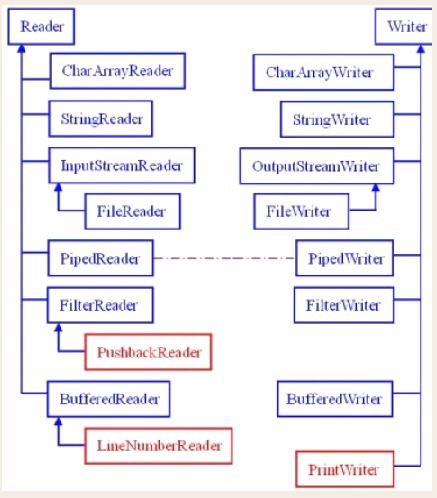 Reader
Writer
CharArrayReader
CharArrayWriter
StringReader
StringWriter
InputStreamReader
OutputStreamWriter
FileReader
FileWriter
PipedReader
PipedWriter
FilterReader
FilterWriter
PushbackReader
BufferedReader
BufferedWriter
LineNumberReader
PrintWriter